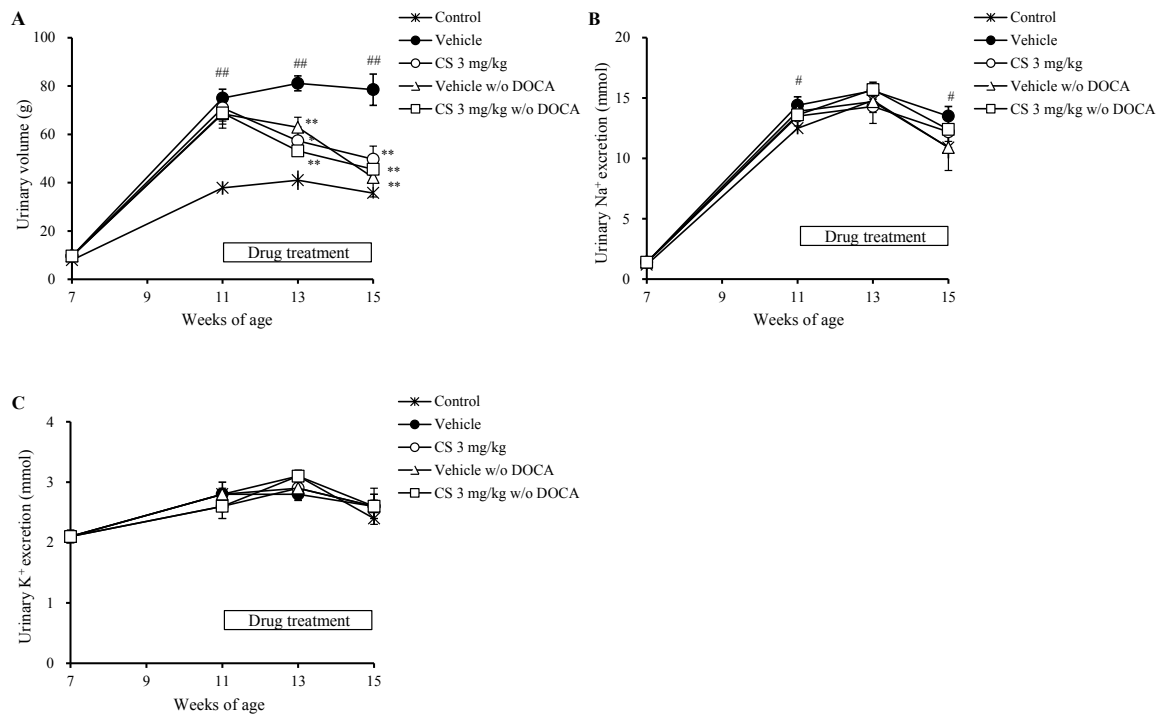 A
Control
Vehicle
CS 3 mg/kg
Vehicle w/o DOCA
CS 3 mg/kg w/o DOCA
Urinary volume (g)
100
80
60
40
20
0
##
##
##
**
*
**
**
**
**
Drug treatment
7
9
11
13
15
Weeks of age
B
Control
Vehicle
CS 3 mg/kg
Vehicle w/o DOCA
CS 3 mg/kg w/o DOCA
Urinary Na⁺ excretion (mmol)
20
15
10
5
0
#
#
Drug treatment
7
9
11
13
15
Weeks of age
C
Control
Vehicle
CS 3 mg/kg
Vehicle w/o DOCA
CS 3 mg/kg w/o DOCA
Urinary K⁺ excretion (mmol)
4
3
2
1
0
Drug treatment
7
9
11
13
15
Weeks of age